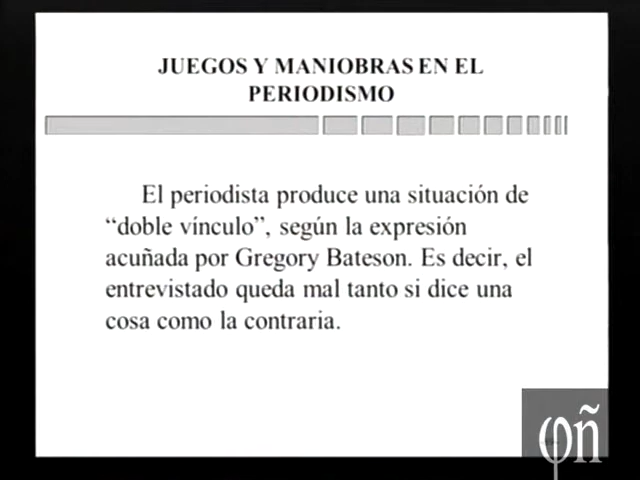 JUEGOS Y MANIOBRAS EN EL
PERIODISMO
El periodista produce una situación de
“doble vínculo”, según la expresión
acuñada por Gregory Bateson. Es decir, el
entrevistado queda mal tanto si dice una
cosa como la contraria.
φñ